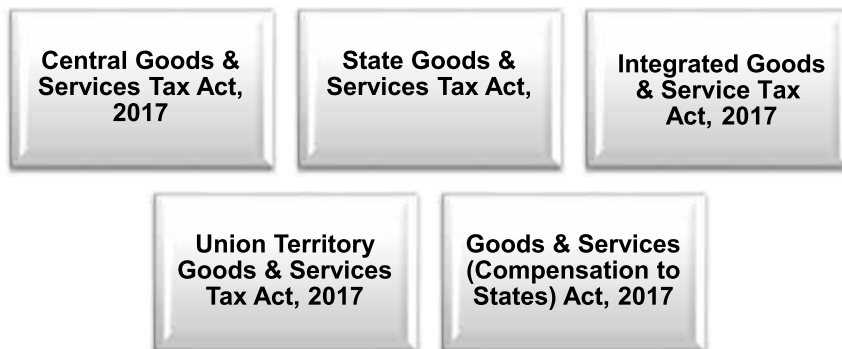 Central Goods &
Services Tax Act,
2017
State Goods &
Services Tax Act,
Integrated Goods
& Service Tax
Act, 2017
Union Territory
Goods & Services
Tax Act, 2017
Goods & Services
(Compensation to
States) Act, 2017